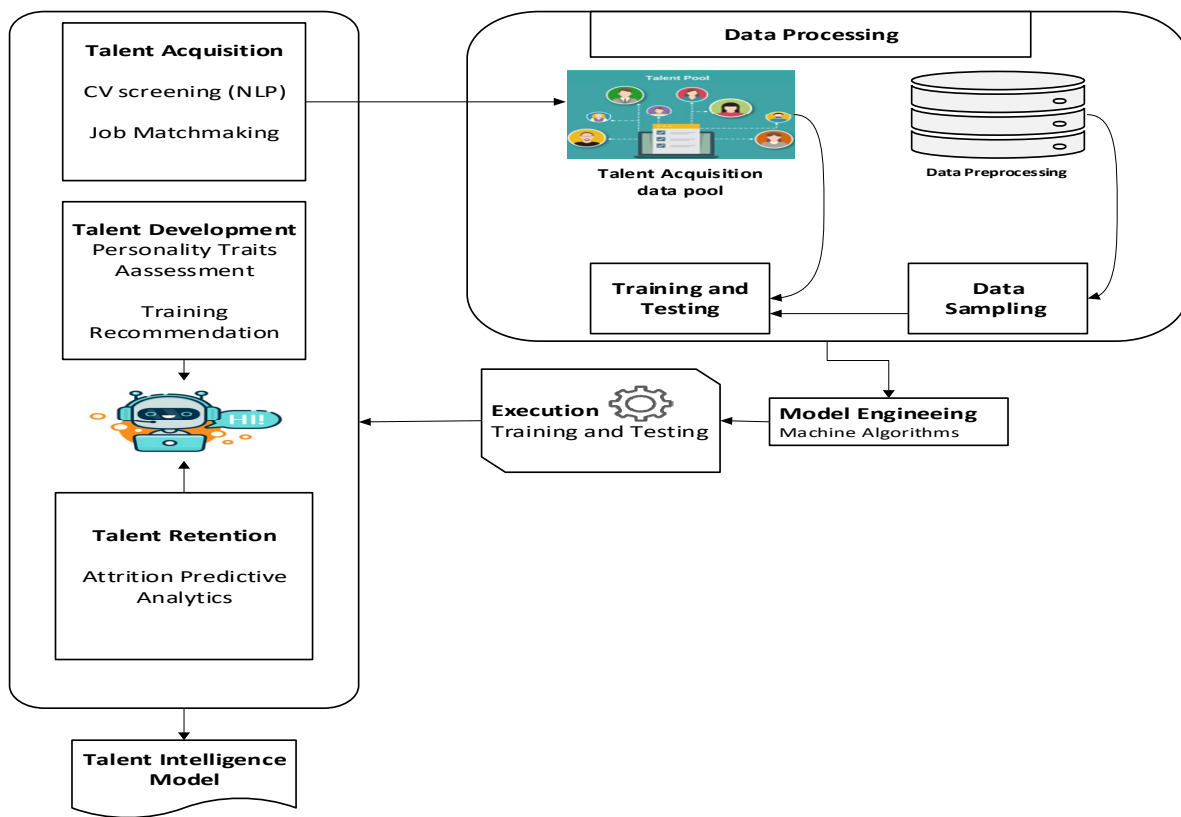 Talent Acquisition
CV screening (NLP)
Job Matchmaking
Talent Development
Personality Traits
Aassessment
Training
Recommendation
HI!
Talent Retention
Attrition Predictive
Analytics
Talent Intelligence
Model
Data Processing
Talent Pool
Talent Acquisition
data pool
Data Preprocessing
Training and
Testing
Data
Sampling
Execution
Training and Testing
Model Engineeing
Machine Algorithms